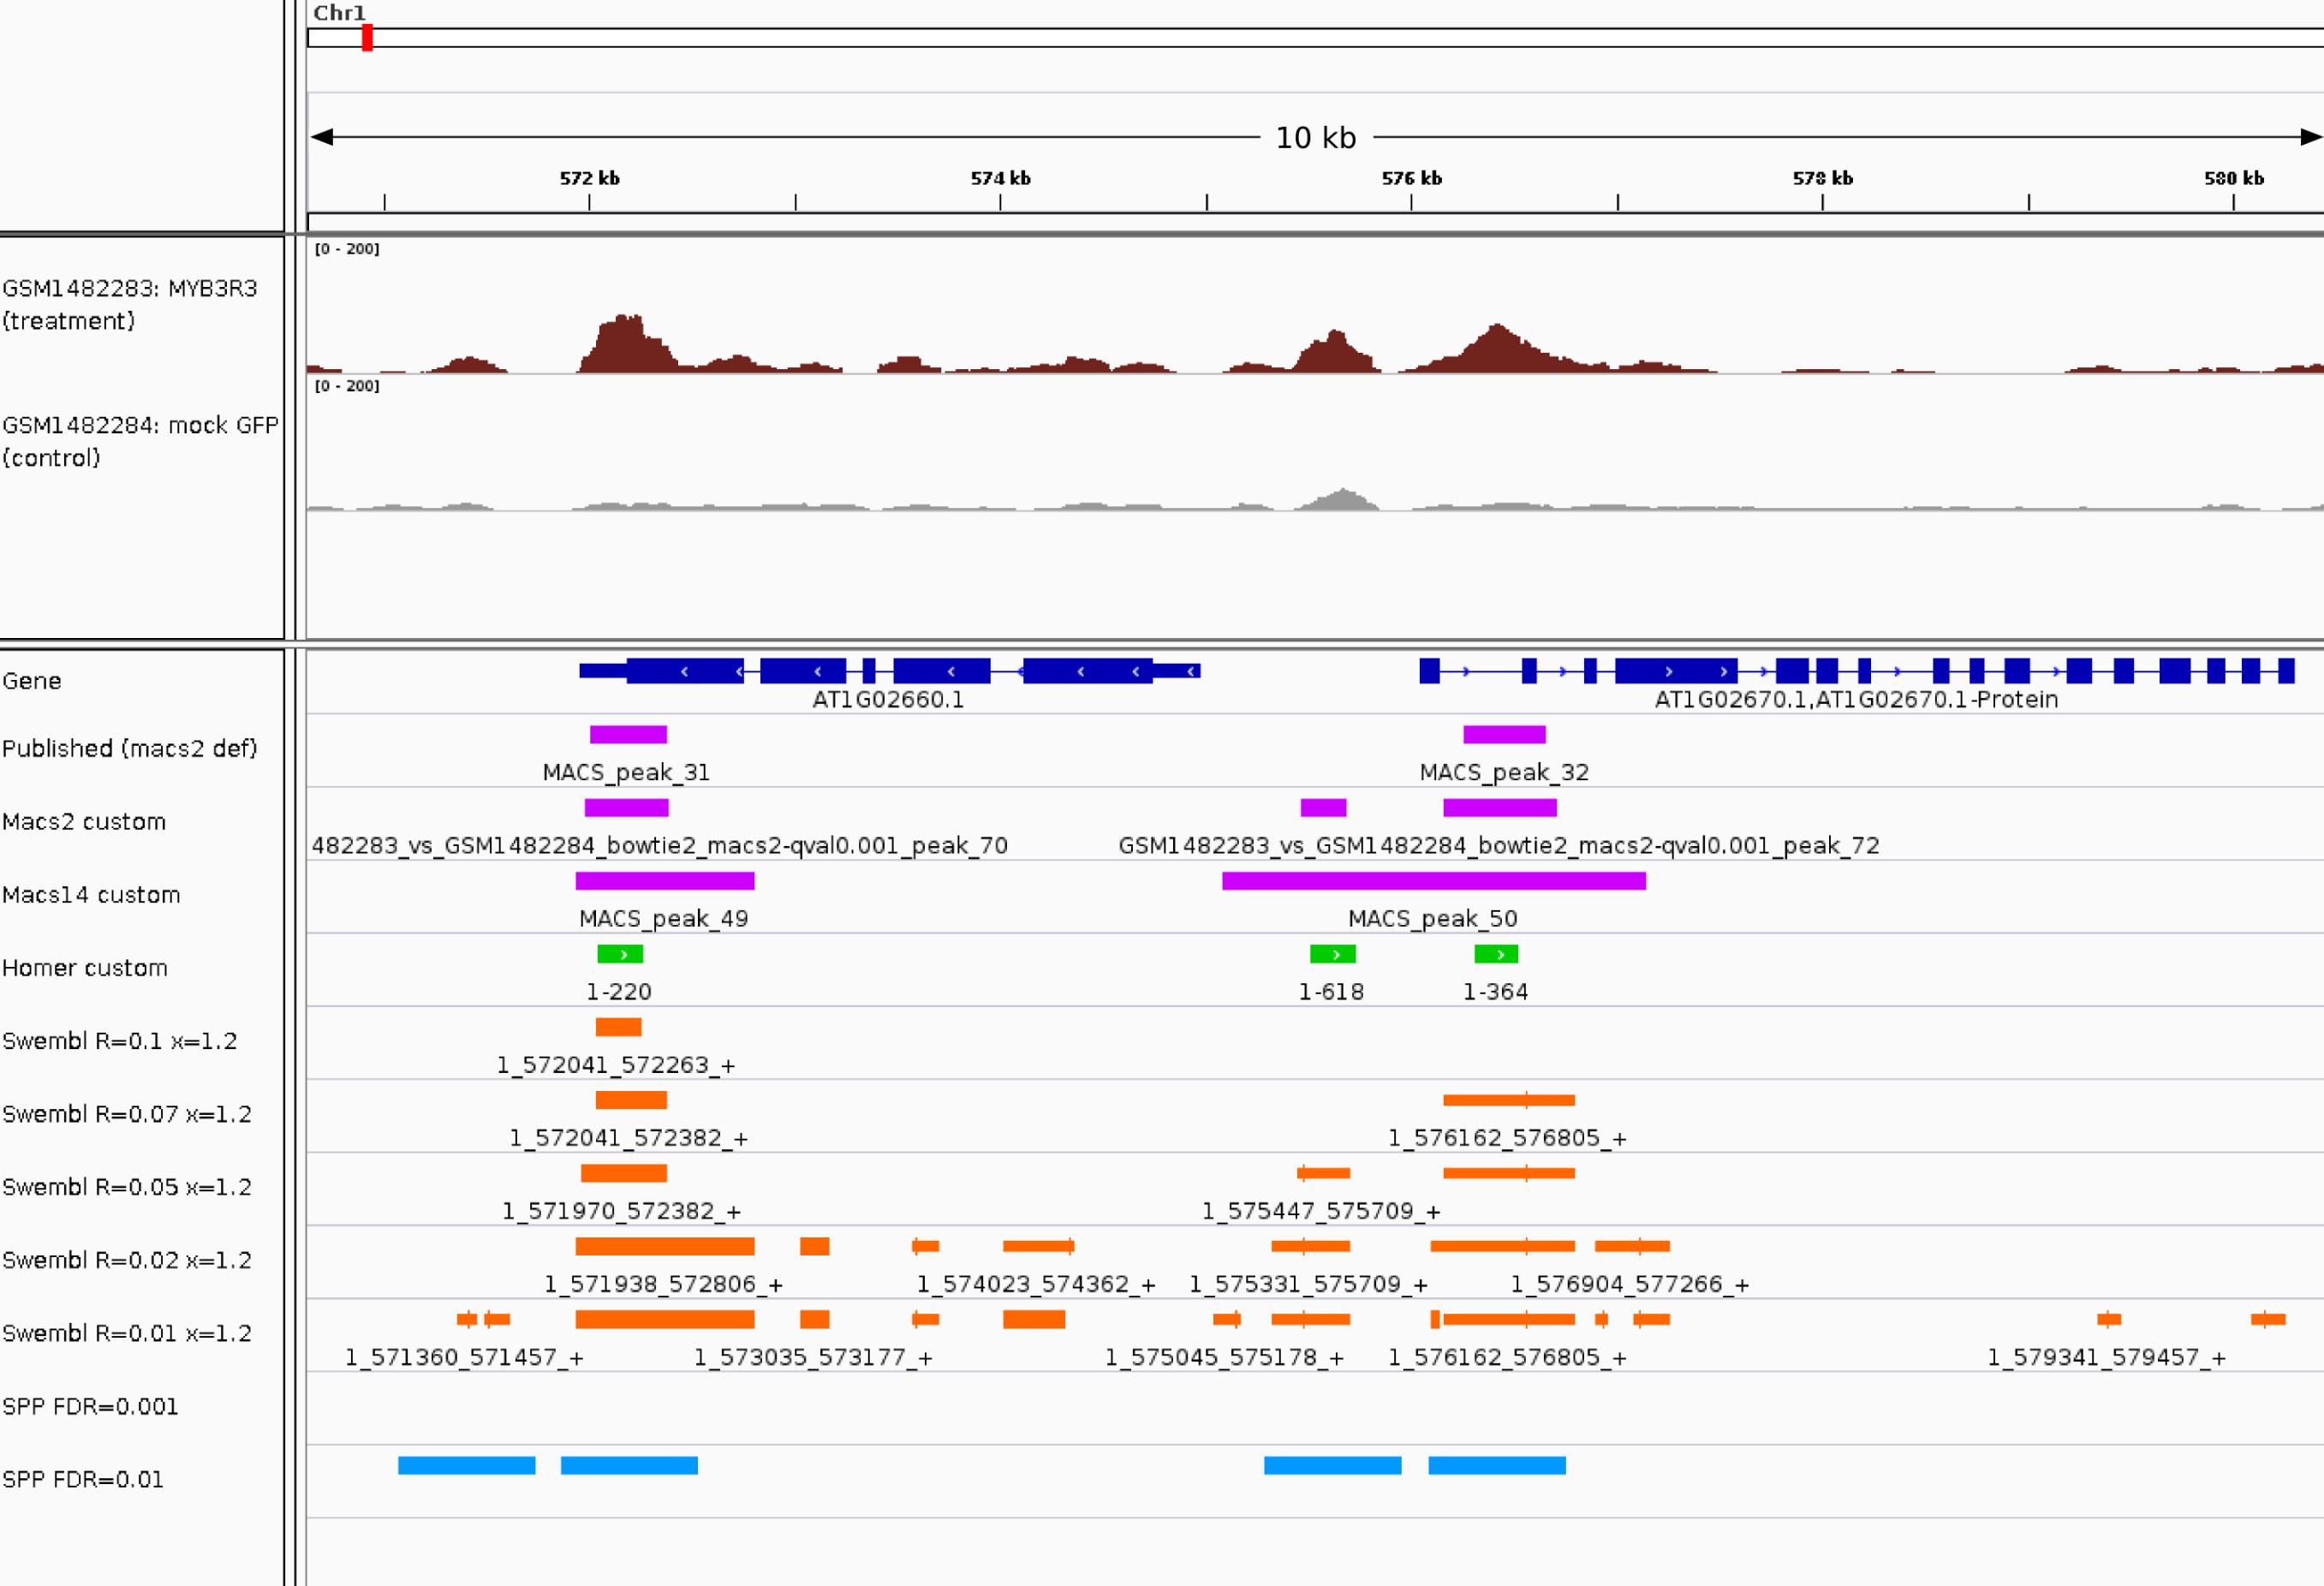 Chr1
10 kb
572 kb 574 kb 576 kb 578 kb 580 kb
[0 - 200]
GSM1482283: MYB3R3
(treatment)
[0 - 200]
GSM1482284: mock GFP
(control)
Gene
AT1G02660.1 AT1G02670.1,AT1G02670.1-Protein
Published (macs2 def)
MACS_peak_31 MACS_peak_32
Macs2 custom
482283_vs_GSM1482284_bowtie2_macs2-qval0.001_peak_70 GSM1482283_vs_GSM1482284_bowtie2_macs2-qval0.001_peak_72
Macs14 custom
MACS_peak_49 MACS_peak_50
Homer custom
1-220 1-618 1-364
Swembl R=0.1 x=1.2
1_572041_572263_+
Swembl R=0.07 x=1.2
1_572041_572382_+ 1_576162_576805_+
Swembl R=0.05 x=1.2
1_571970_572382_+ 1_575447_575709_+
Swembl R=0.02 x=1.2
1_571938_572806_+ 1_574023_574362_+ 1_575331_575709_+ 1_576904_577266_+
Swembl R=0.01 x=1.2
1_571360_571457_+ 1_573035_573177_+ 1_575045_575178_+ 1_576162_576805_+ 1_579341_579457_+
SPP FDR=0.001
SPP FDR=0.01